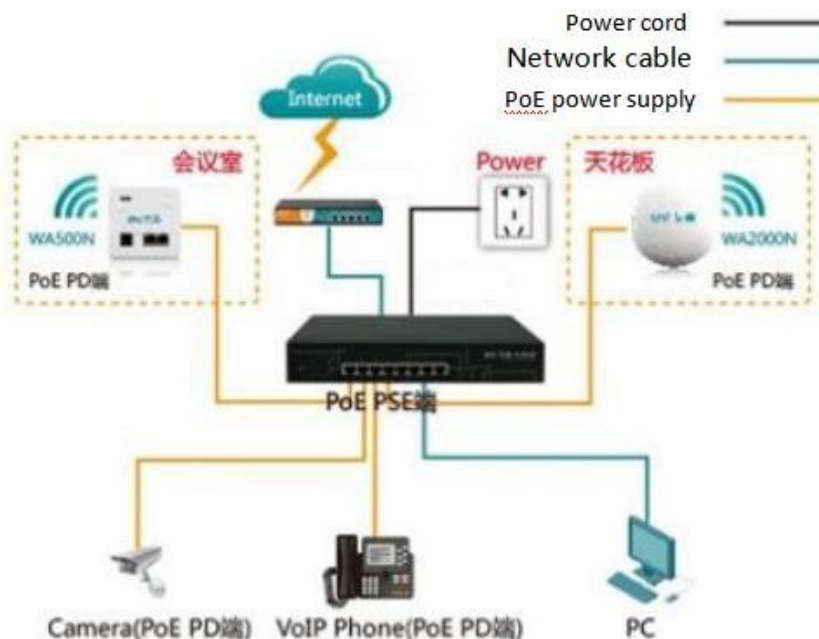 Power cord
Network cable
PoE power supply
Internet
会议室
Power
天花板
WA500N
WA2000N
PoE PD端
PoE PD端
PoE PSE端
Camera(PoE PD端)
VoIP Phone(PoE PD端)
PC